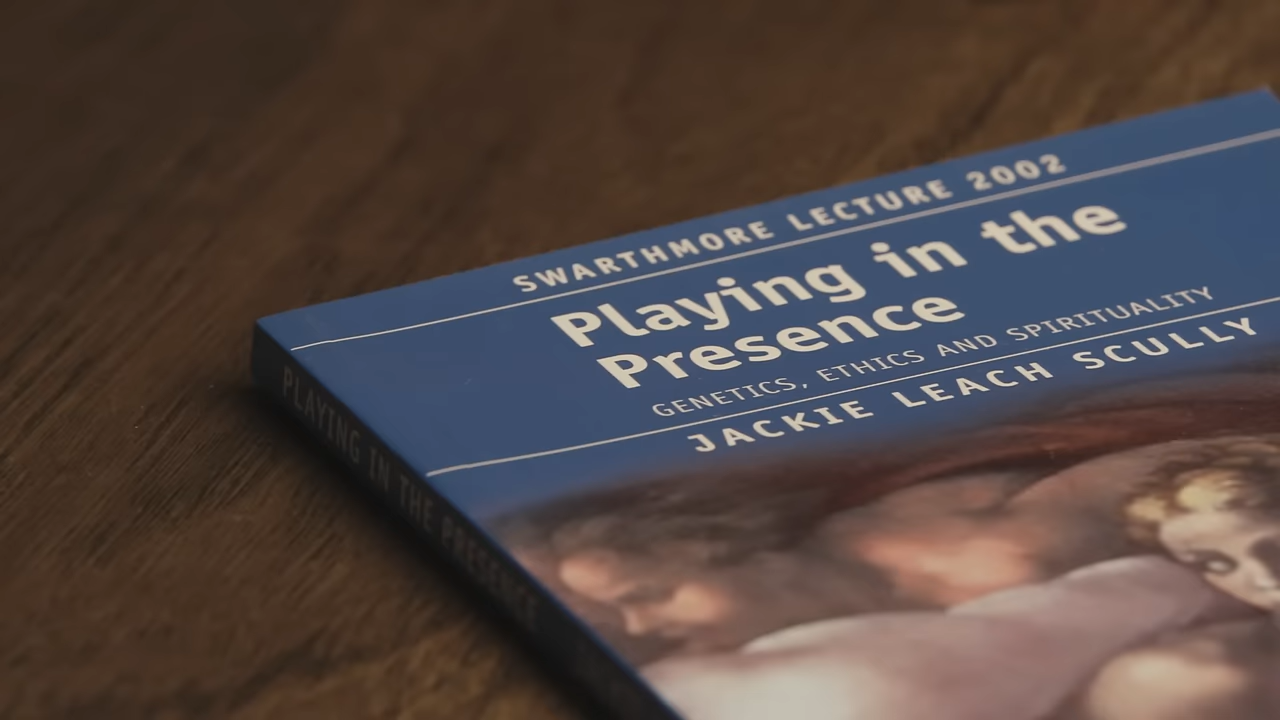 SWARTHMORE LECTURE 2002
Playing in the
Presence
GENETICS, ETHICS AND SPIRITUALITY
JACKIE LEACH SCULLY
PLAYING IN THE PRESENCE